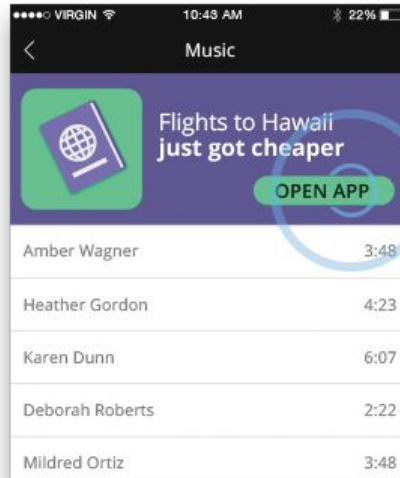 VIRGIN 10:43 AM 22%
Music
Flights to Hawaii
just got cheaper
OPEN APP
Amber Wagner 3:48
Heather Gordon 4:23
Karen Dunn 6:07
Deborah Roberts 2:22
Mildred Ortiz 3:48